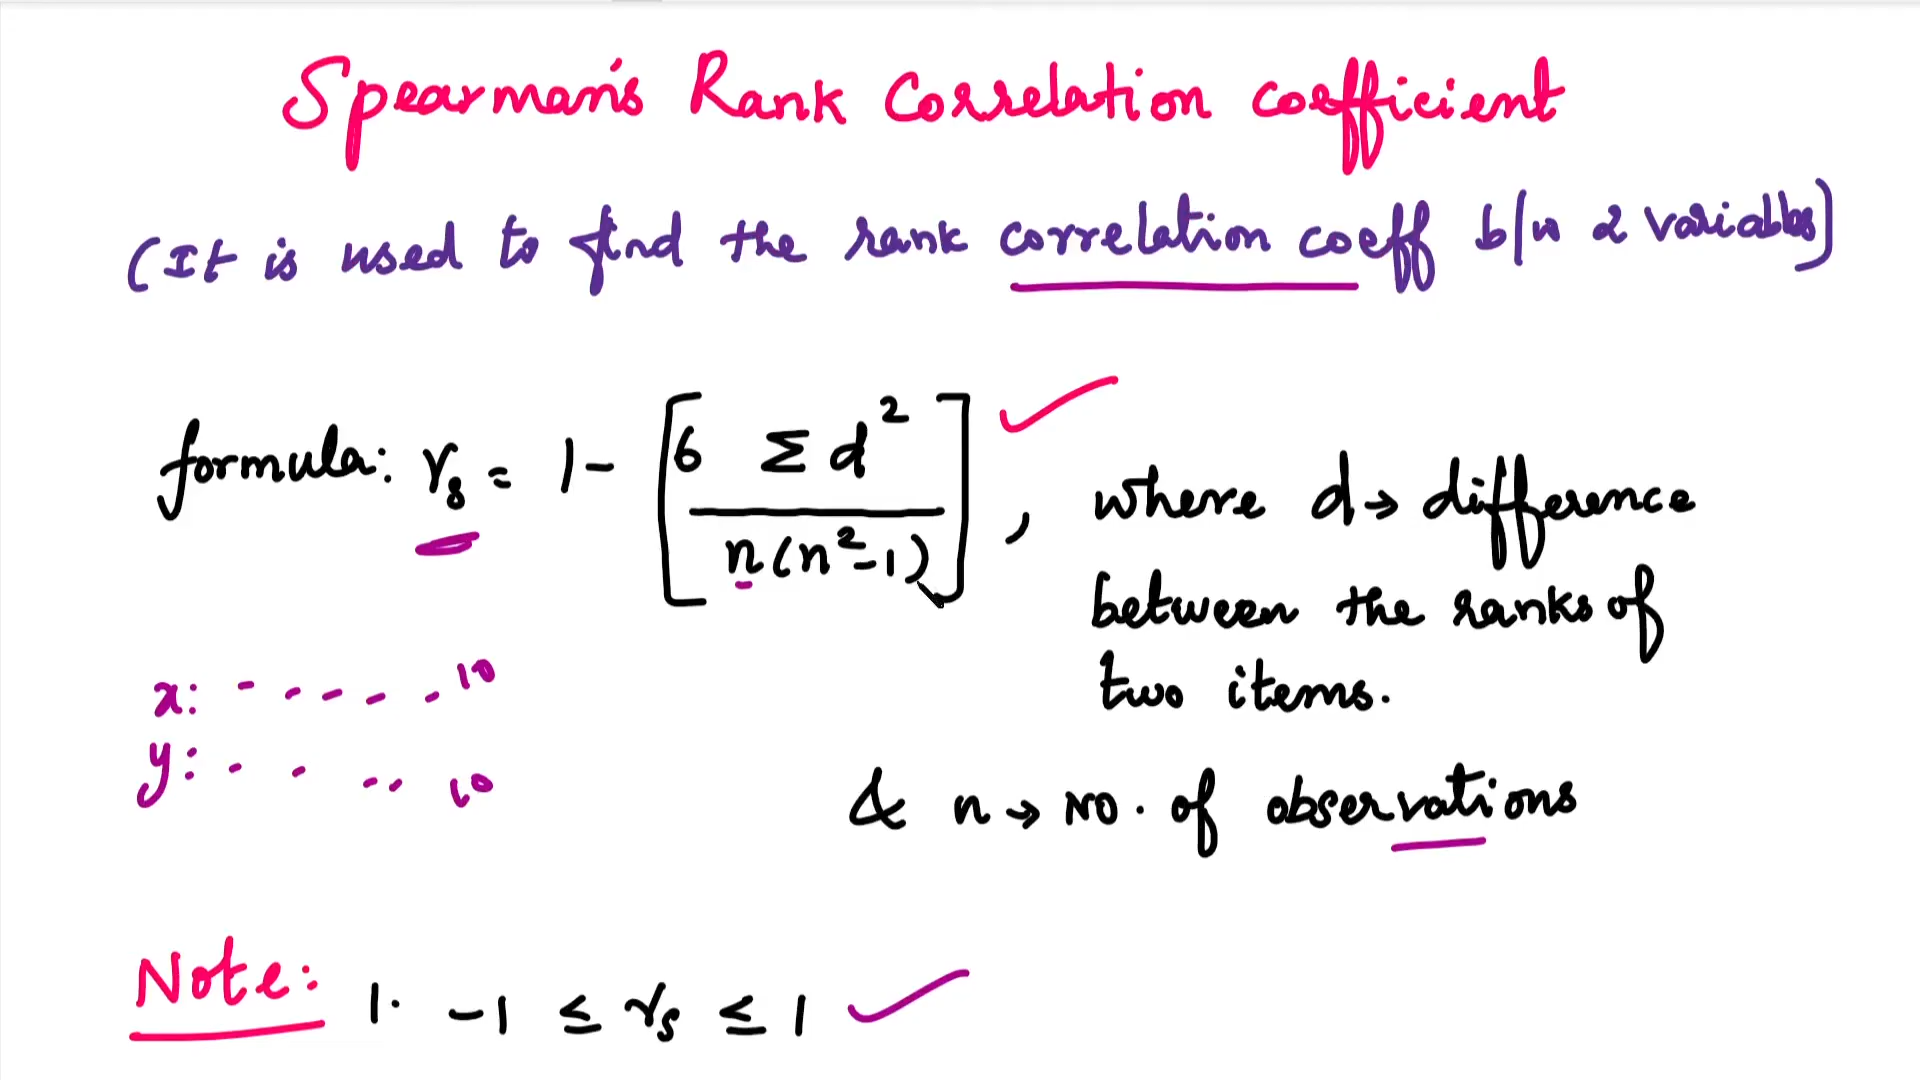 Spearman's Rank Correlation coefficient
(It is used to find the rank correlation coeff b/w 2 variables)
formula: rs = 1 - [6 Σd² / n(n²-1)], where d → difference
between the ranks of
two items.
x: - - - - - 10
y: - - - - 10
& n → No. of observations
Note: 1. -1 ≤ rs ≤ 1